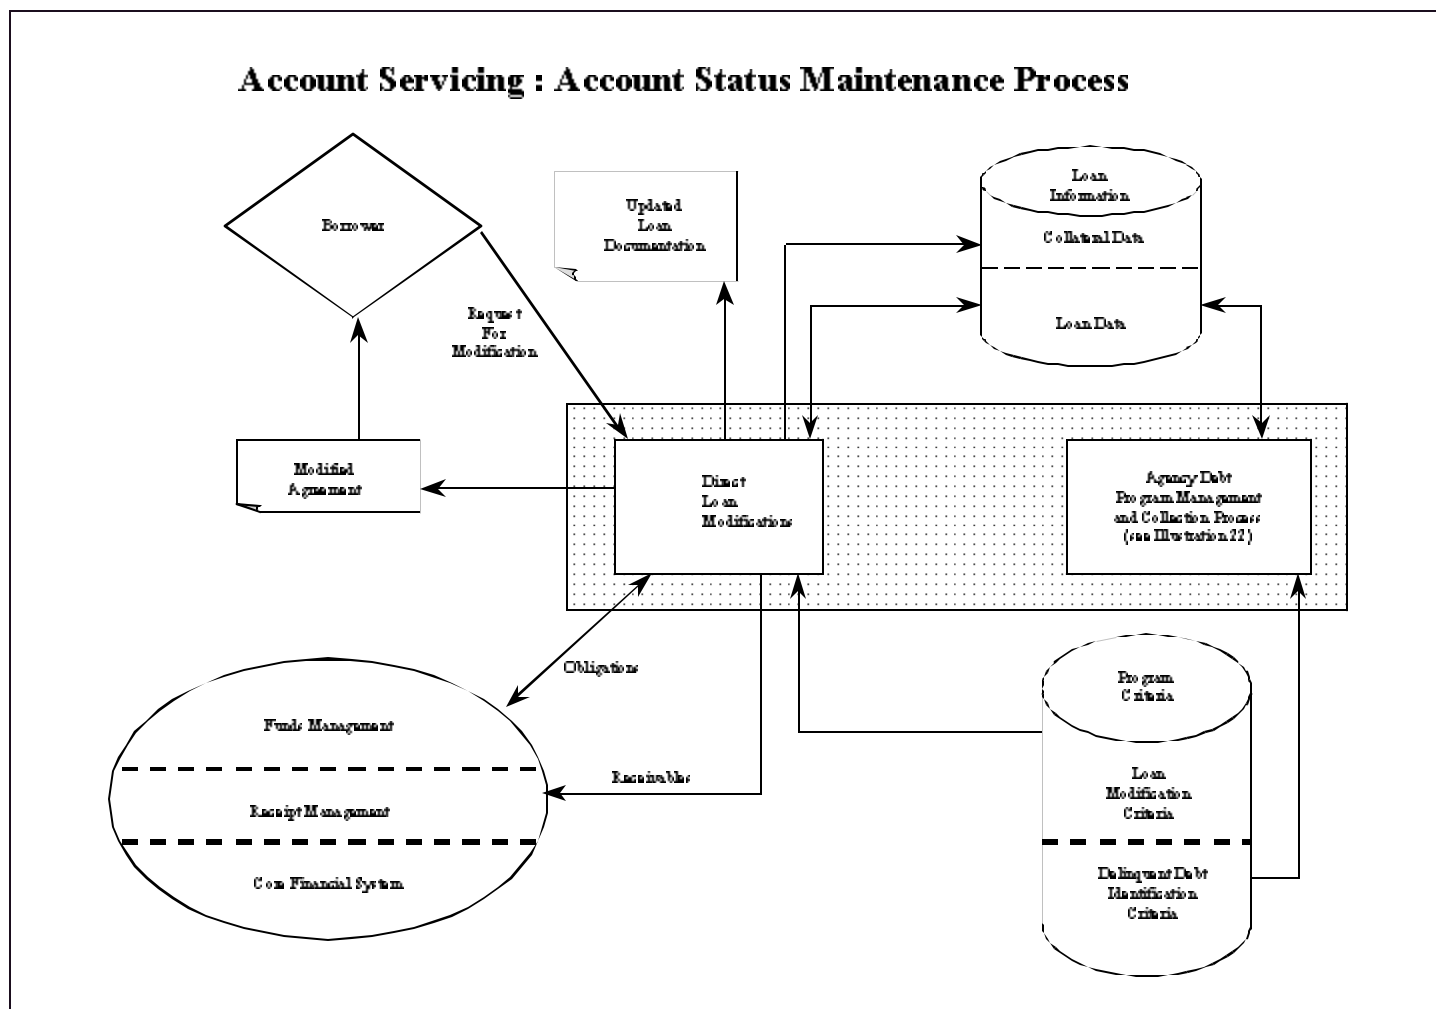 Account Servicing : Account Status Maintenance Process
Borrower
Updated
Loan
Documentation
Loan
Information
Collateral Data
Loan Data
Request
For
Modification
Modified
Agreement
Direct
Loan
Modifications
Agency Debt
Program Management
and Collection Process
(see Illustration 22)
Obligations
Funds Management
Receivables
Receipt Management
Core Financial System
Program
Criteria
Loan
Modification
Criteria
Delinquent Debt
Identification
Criteria